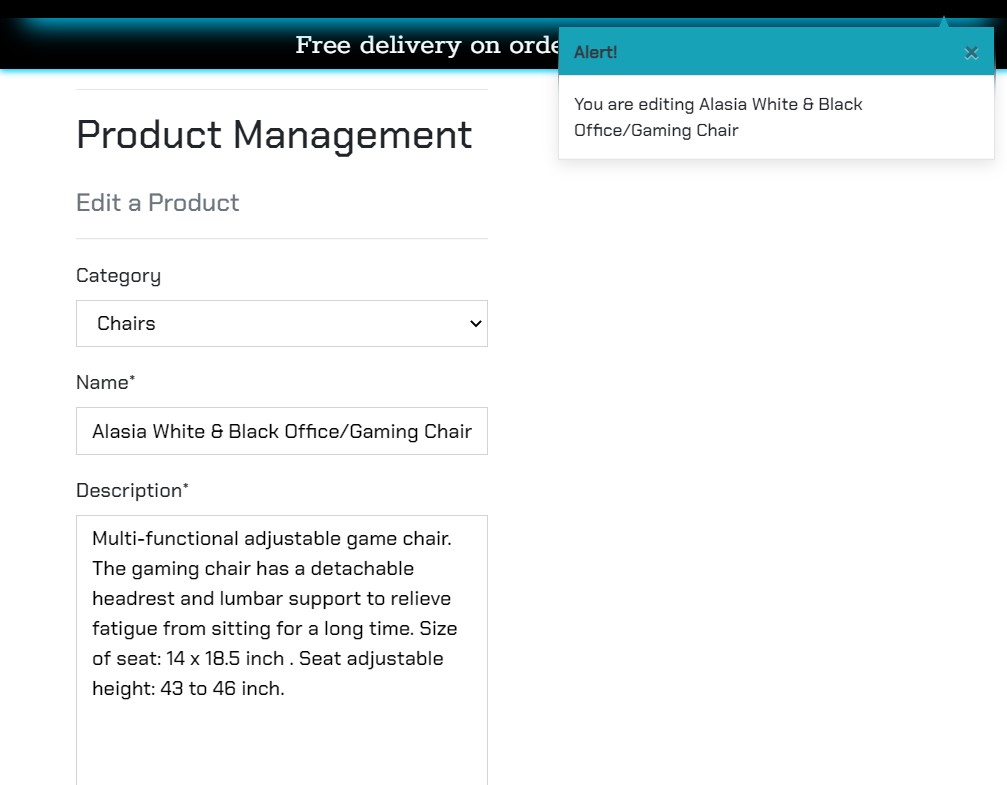 Free delivery on
Alert!
×
You are editing Alasia White & Black
Office/Gaming Chair
Product Management
Edit a Product
Category
Chairs
Name*
Alasia White & Black Office/Gaming Chair
Description*
Multi-functional adjustable game chair.
The gaming chair has a detachable
headrest and lumbar support to relieve
fatigue from sitting for a long time. Size
of seat: 14 x 18.5 inch . Seat adjustable
height: 43 to 46 inch.